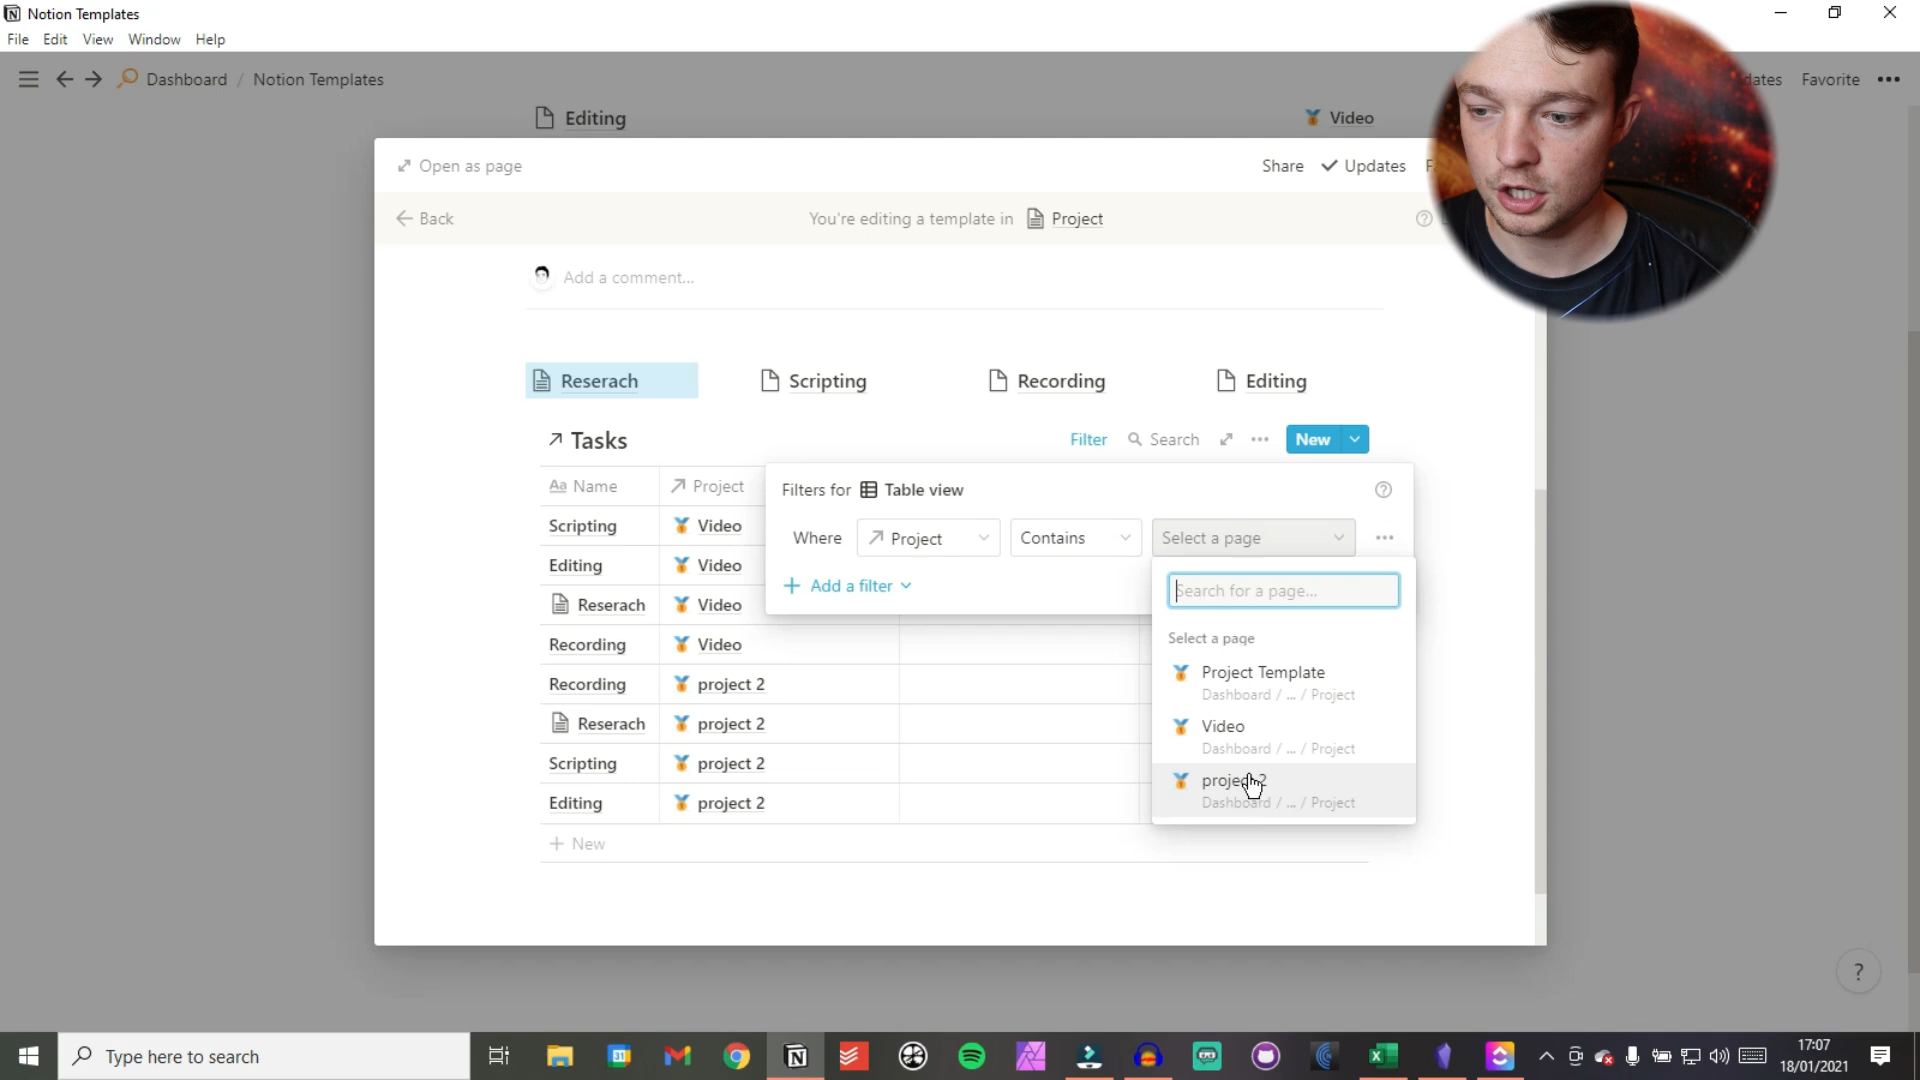 Notion Templates
File Edit View Window Help
Dashboard / Notion Templates
dates Favorite
Editing
Video
Open as page
Share Updates
Back
You're editing a template in Project
Add a comment...
Reserach Scripting Recording Editing
Tasks
Filter Search New
Aa Name Project
Scripting Video
Editing Video
Reserach Video
Recording Video
Recording project 2
Reserach project 2
Scripting project 2
Editing project 2
+ New
Filters for Table view
Where Project Contains Select a page
+ Add a filter
Search for a page...
Select a page
Project Template
Dashboard / ... / Project
Video
Dashboard / ... / Project
project 2
Dashboard / ... / Project
?
Type here to search
31
17:07
18/01/2021